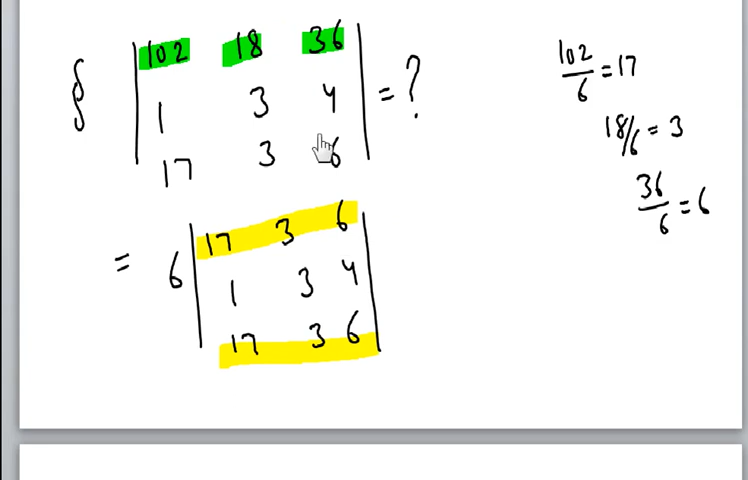 § | 102 18 36 |
| 1 3 4 | = ?
| 17 3 6 |
= 6 | 17 3 6 |
| 1 3 4 |
| 17 3 6 |
102/6 = 17
18/6 = 3
36/6 = 6